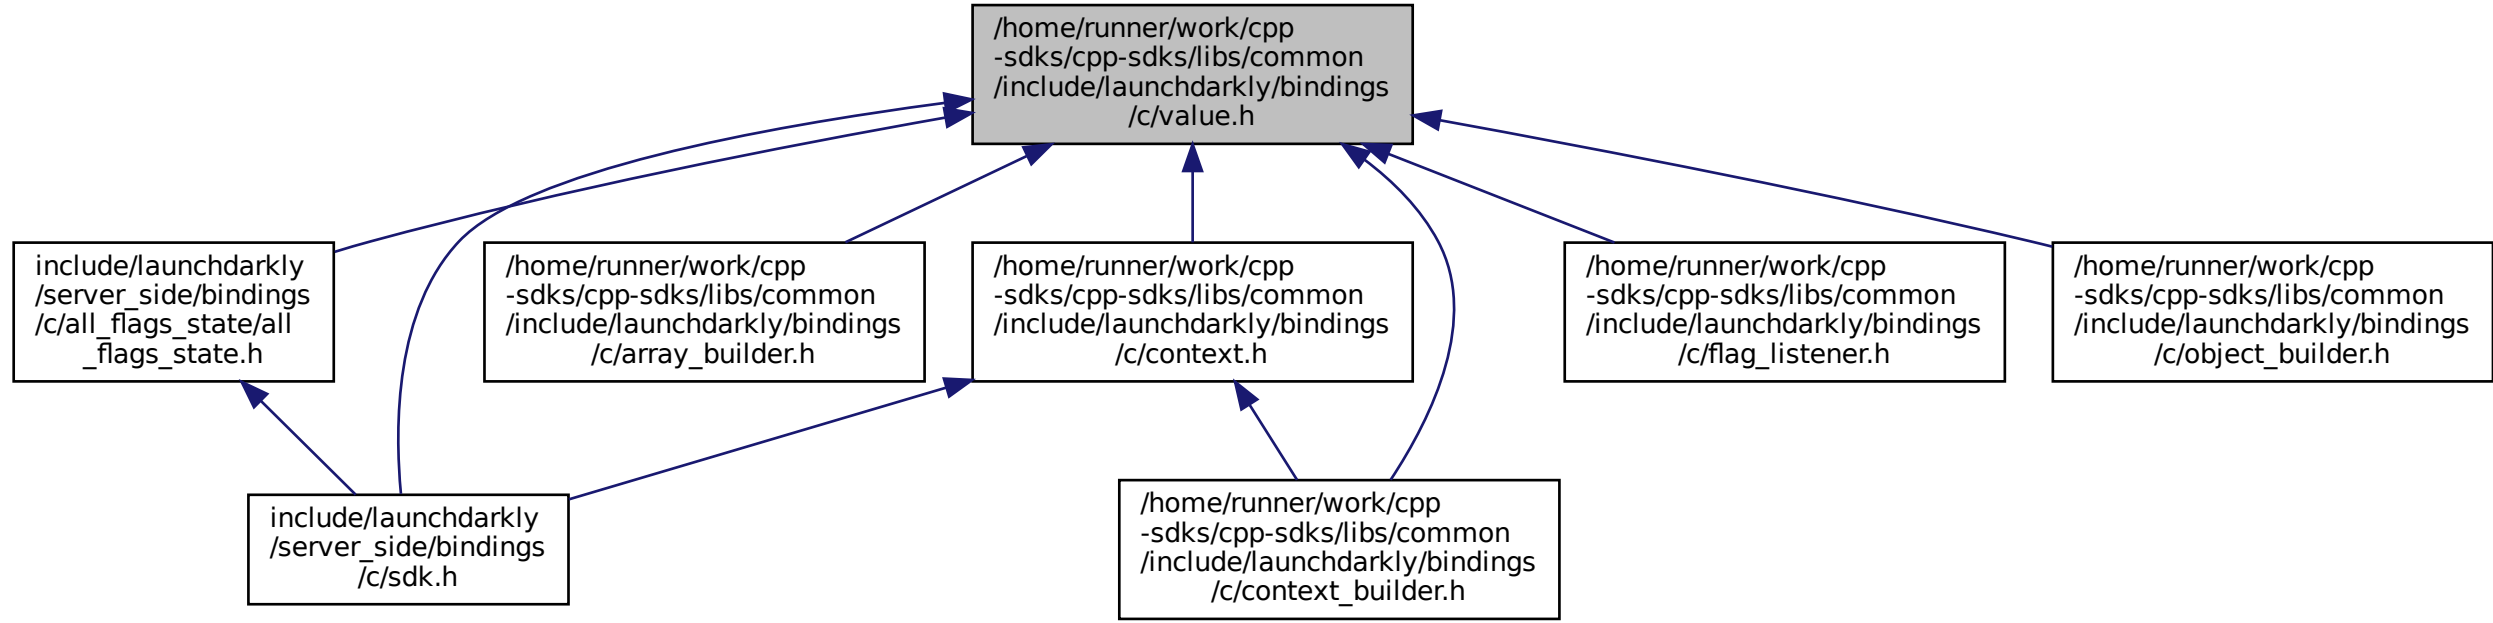 /home/runner/work/cpp
-sdks/cpp-sdks/libs/common
/include/launchdarkly/bindings
/c/value.h
include/launchdarkly
/server_side/bindings
/c/all_flags_state/all
_flags_state.h
/home/runner/work/cpp
-sdks/cpp-sdks/libs/common
/include/launchdarkly/bindings
/c/array_builder.h
/home/runner/work/cpp
-sdks/cpp-sdks/libs/common
/include/launchdarkly/bindings
/c/context.h
/home/runner/work/cpp
-sdks/cpp-sdks/libs/common
/include/launchdarkly/bindings
/c/flag_listener.h
/home/runner/work/cpp
-sdks/cpp-sdks/libs/common
/include/launchdarkly/bindings
/c/object_builder.h
include/launchdarkly
/server_side/bindings
/c/sdk.h
/home/runner/work/cpp
-sdks/cpp-sdks/libs/common
/include/launchdarkly/bindings
/c/context_builder.h